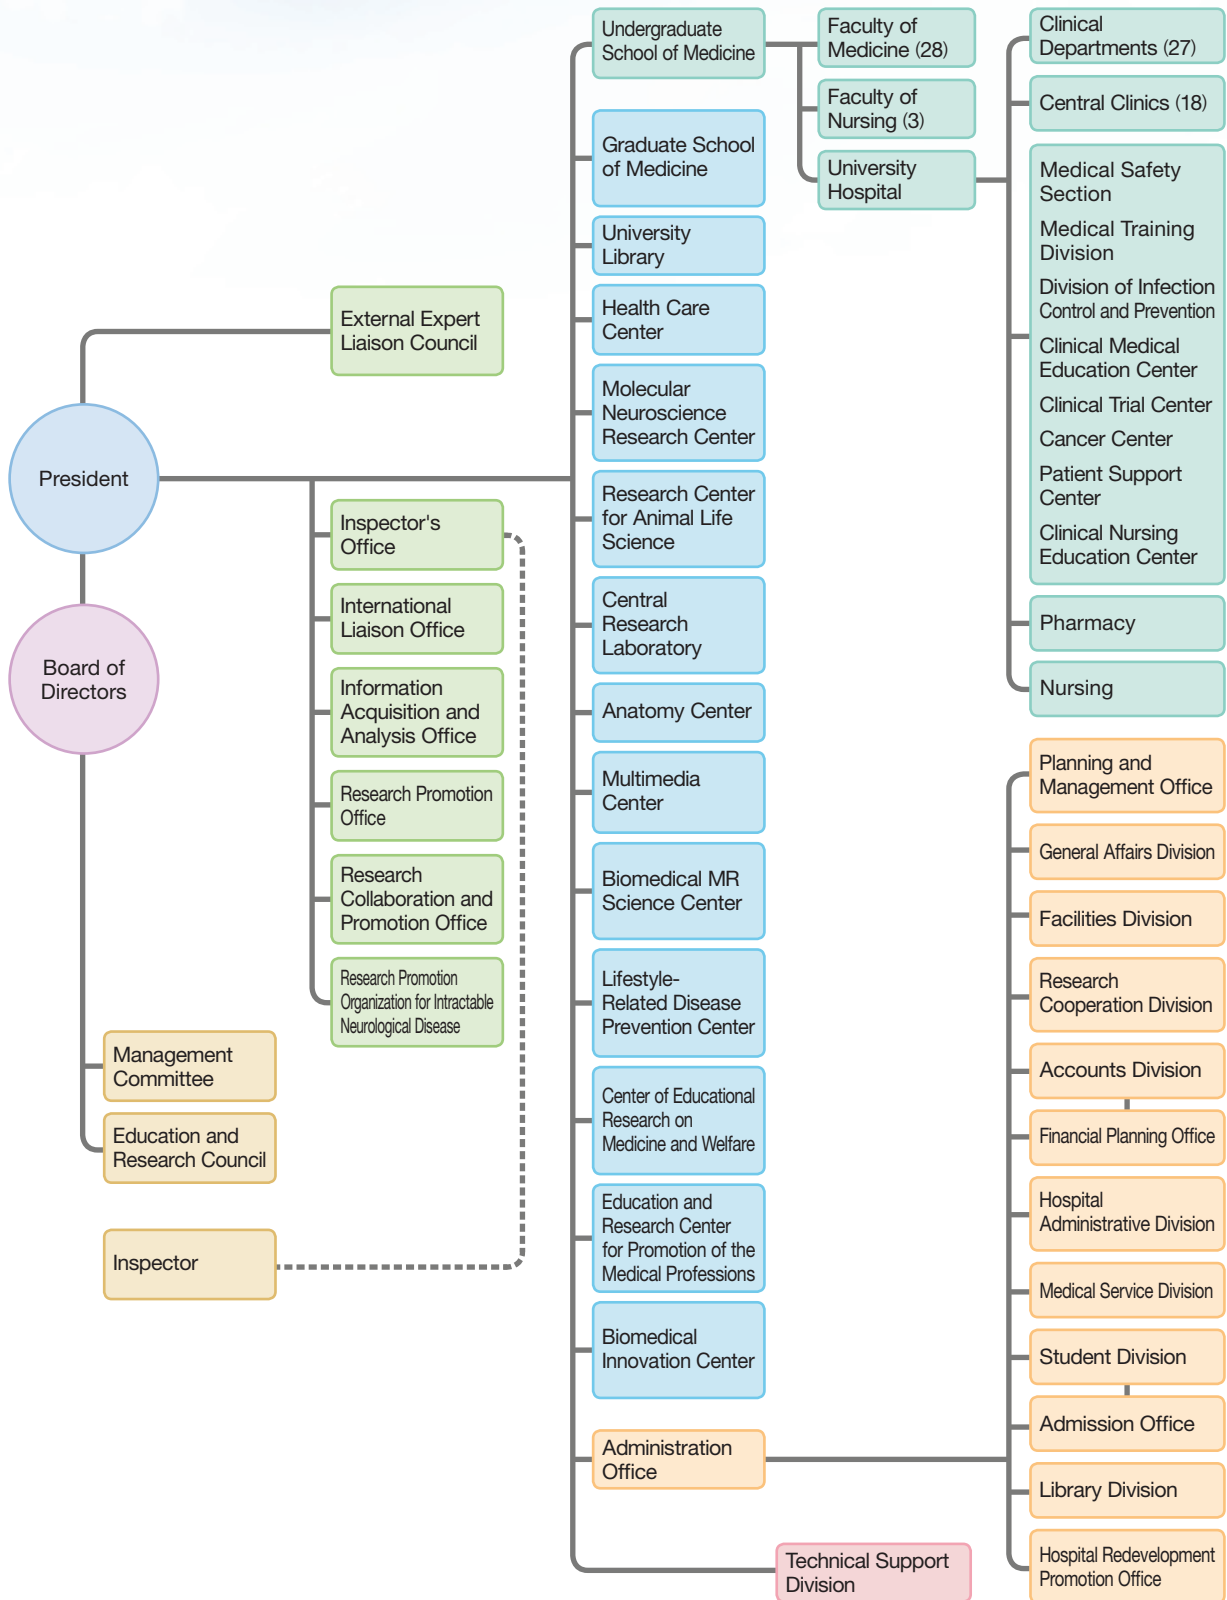 President
Board of
Directors
External Expert
Liaison Council
Inspector's
Office
International
Liaison Office
Information
Acquisition and
Analysis Office
Research Promotion
Office
Research
Collaboration and
Promotion Office
Research Promotion
Organization for Intractable
Neurological Disease
Management
Committee
Education and
Research Council
Inspector
Undergraduate
School of Medicine
Graduate School
of Medicine
University
Library
Health Care
Center
Molecular
Neuroscience
Research Center
Research Center
for Animal Life
Science
Central
Research
Laboratory
Anatomy Center
Multimedia
Center
Biomedical MR
Science Center
Lifestyle-
Related Disease
Prevention Center
Center of Educational
Research on
Medicine and Welfare
Education and
Research Center
for Promotion of the
Medical Professions
Biomedical
Innovation Center
Administration
Office
Technical Support
Division
Faculty of
Medicine (28)
Faculty of
Nursing (3)
University
Hospital
Clinical
Departments (27)
Central Clinics (18)
Medical Safety
Section
Medical Training
Division
Division of Infection
Control and Prevention
Clinical Medical
Education Center
Clinical Trial Center
Cancer Center
Patient Support
Center
Clinical Nursing
Education Center
Pharmacy
Nursing
Planning and
Management Office
General Affairs Division
Facilities Division
Research
Cooperation Division
Accounts Division
Financial Planning Office
Hospital
Administrative Division
Medical Service Division
Student Division
Admission Office
Library Division
Hospital Redevelopment
Promotion Office